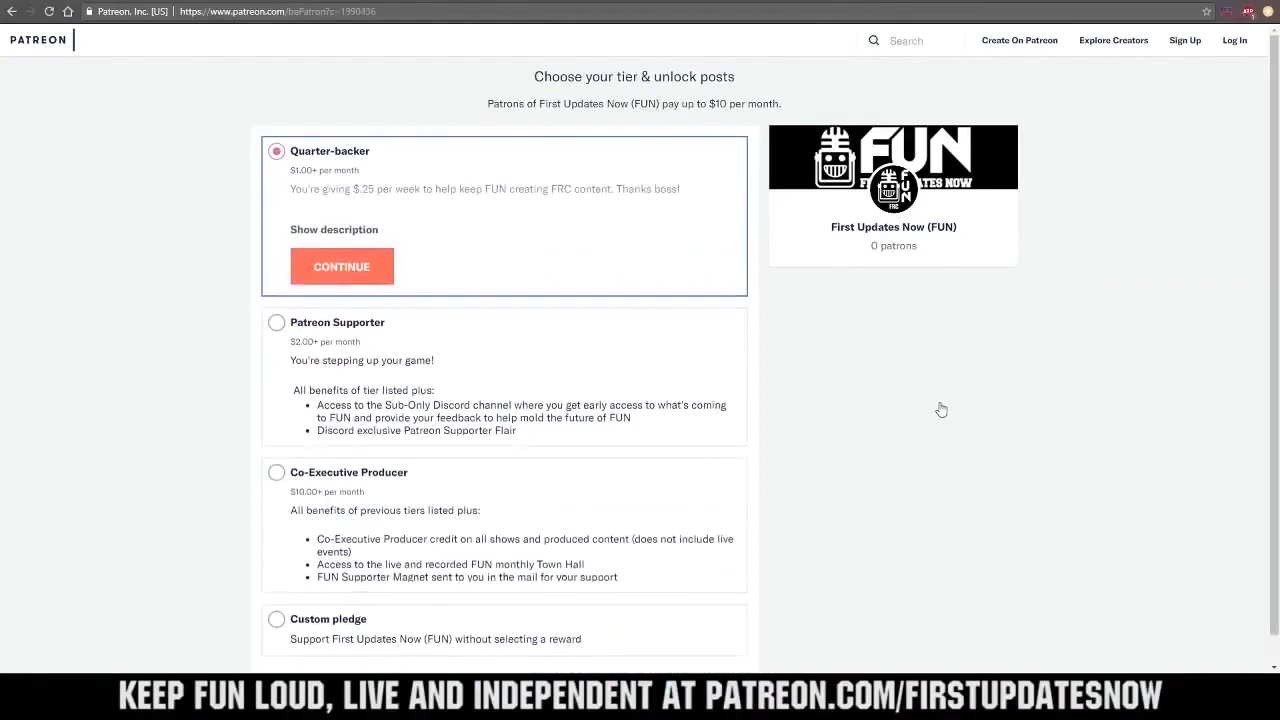 Patreon, Inc. [US] | https://www.patreon.com/bePatron?c=1990436
PATREON
Search
Create On Patreon
Explore Creators
Sign Up
Log In
Choose your tier & unlock posts
Patrons of First Updates Now (FUN) pay up to $10 per month.
Quarter-backer
$1.00+ per month
You're giving $.25 per week to help keep FUN creating FRC content. Thanks boss!
Show description
CONTINUE
FUN
FUN
FRC
First Updates Now (FUN)
0 patrons
Patreon Supporter
$2.00+ per month
You're stepping up your game!
All benefits of tier listed plus:
• Access to the Sub-Only Discord channel where you get early access to what's coming
to FUN and provide your feedback to help mold the future of FUN
• Discord exclusive Patreon Supporter Flair
Co-Executive Producer
$10.00+ per month
All benefits of previous tiers listed plus:
• Co-Executive Producer credit on all shows and produced content (does not include live
events)
• Access to the live and recorded FUN monthly Town Hall
• FUN Supporter Magnet sent to you in the mail for your support
Custom pledge
Support First Updates Now (FUN) without selecting a reward
KEEP FUN LOUD, LIVE AND INDEPENDENT AT PATREON.COM/FIRSTUPDATESNOW